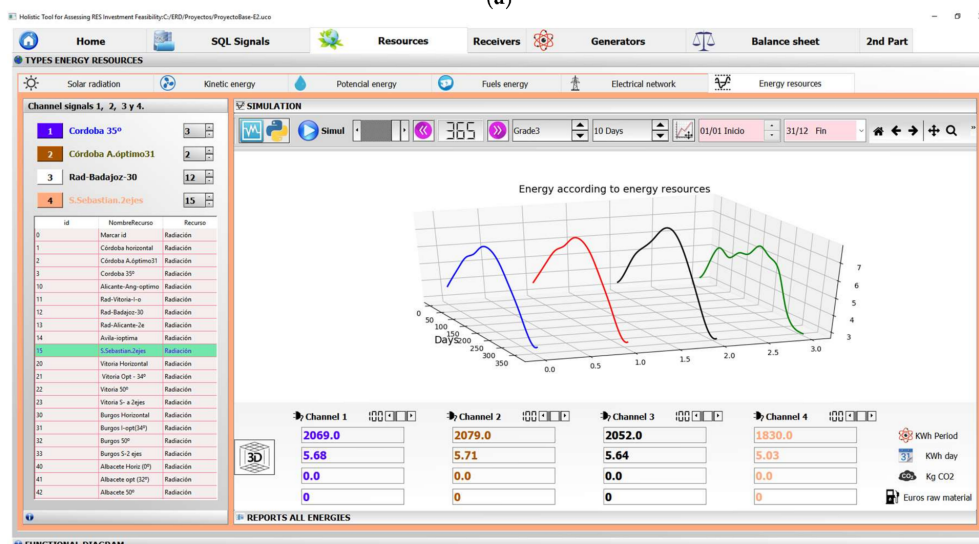 (a)
Holistic Tool for Assessing RES Investment Feasibility:C:/ERD/Proyectos/ProyectoBase-E2.uco
Home SQL Signals Resources Receivers Generators Balance sheet 2nd Part
TYPES ENERGY RESOURCES
Solar radiation Kinetic energy Potencial energy Fuels energy Electrical network Energy resources
Channel signals 1, 2, 3 y 4.
1 Cordoba 35º 3
2 Córdoba A.óptimo31 2
3 Rad-Badajoz-30 12
4 S.Sebastian.2ejes 15
id NombreRecurso Recurso
0 Marcar id Radiación
1 Córdoba horizontal Radiación
2 Córdoba A.óptimo31 Radiación
3 Cordoba 35º Radiación
10 Alicante-Ang-optimo Radiación
11 Rad-Vitoria-I-o Radiación
12 Rad-Badajoz-30 Radiación
13 Rad-Alicante-2e Radiación
14 Avila-ioptima Radiación
15 S.Sebastian.2ejes Radiación
20 Vitoria Horizontal Radiación
21 Vitoria Opt - 34º Radiación
22 Vitoria 50º Radiación
23 Vitoria S- a 2ejes Radiación
30 Burgos Horizontal Radiación
31 Burgos I-opt(34º) Radiación
32 Burgos 50º Radiación
33 Burgos S-2 ejes Radiación
40 Albacete Horiz (0º) Radiación
41 Albacete opt (32º) Radiación
42 Albacete 50º Radiación
SIMULATION
Simul 365 Grade3 10 Days 01/01 Inicio 31/12 Fin »
Energy according to energy resources
0 50 100 150 200 250 300 350
Days
0.0 0.5 1.0 1.5 2.0 2.5 3.0
7
6
5
4
3
Channel 1 100 Channel 2 100 Channel 3 100 Channel 4 100
2069.0 2079.0 2052.0 1830.0 KWh Period
3D 5.68 5.71 5.64 5.03 31 KWh day
0.0 0.0 0.0 0.0 CO2 Kg CO2
0 0 0 0 Euros raw material
REPORTS ALL ENERGIES
FUNCTIONAL DIAGRAM